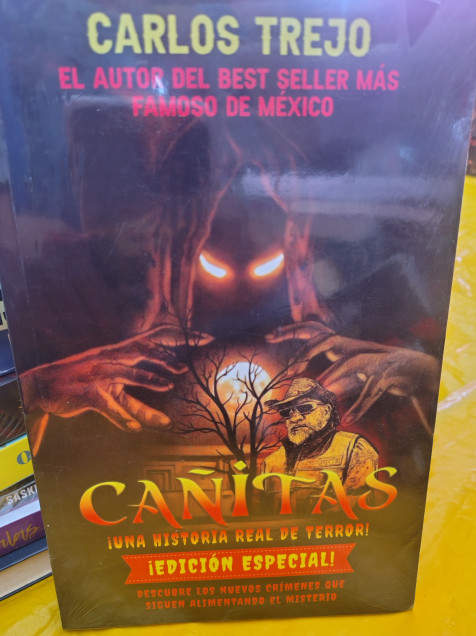 CARLOS TREJO
EL AUTOR DEL BEST SELLER MÁS
FAMOSO DE MÉXICO
CAÑITAS
¡UNA HISTORIA REAL DE TERROR!
¡EDICIÓN ESPECIAL!
DESCUBRE LOS NUEVOS CRÍMENES QUE
SIGUEN ALIMENTANDO EL MISTERIO